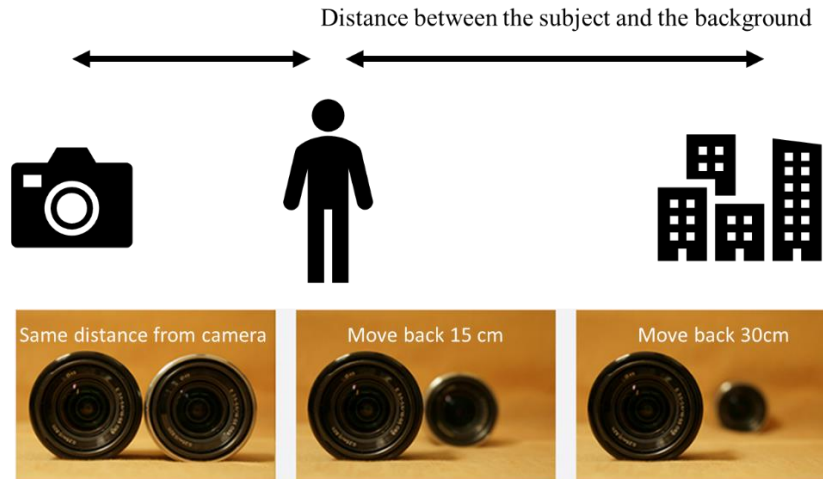 Distance between the subject and the background
Same distance from camera
Move back 15 cm
Move back 30cm